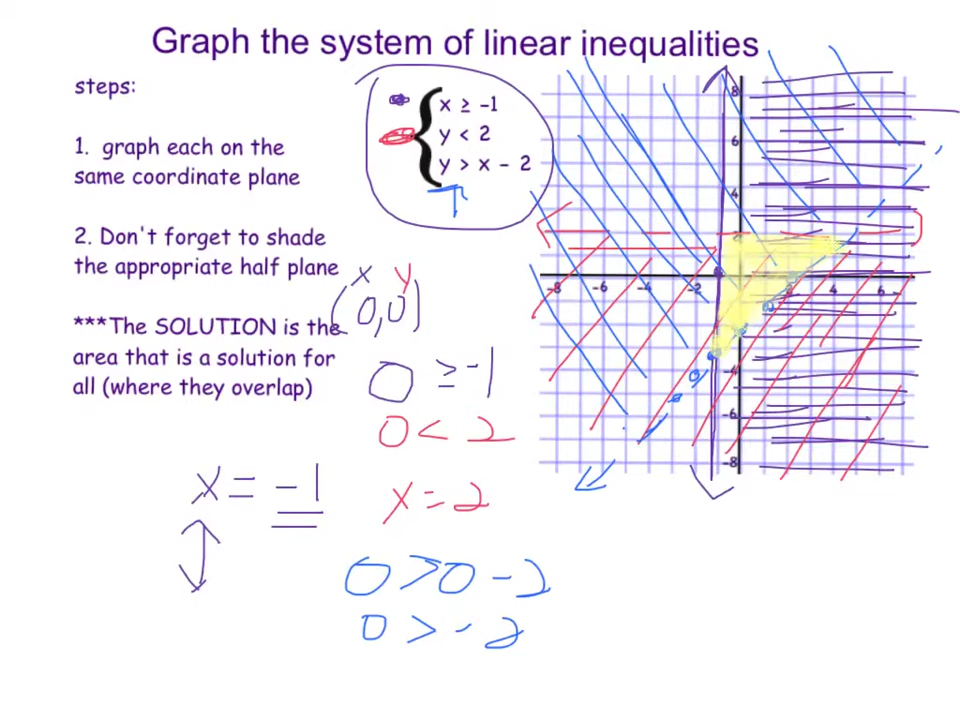 Graph the system of linear inequalities
steps:
1. graph each on the
same coordinate plane
2. Don't forget to shade
the appropriate half plane
***The SOLUTION is the
area that is a solution for
all (where they overlap)
x ≥ -1
y < 2
y > x - 2
x y
(0,0)
0 ≥ -1
0 < 2
x = -1
x = 2
0 > 0 - 2
0 > - 2
8
6
4
2
-8 -6 -4 -2 2 4 6
-4
-6
-8